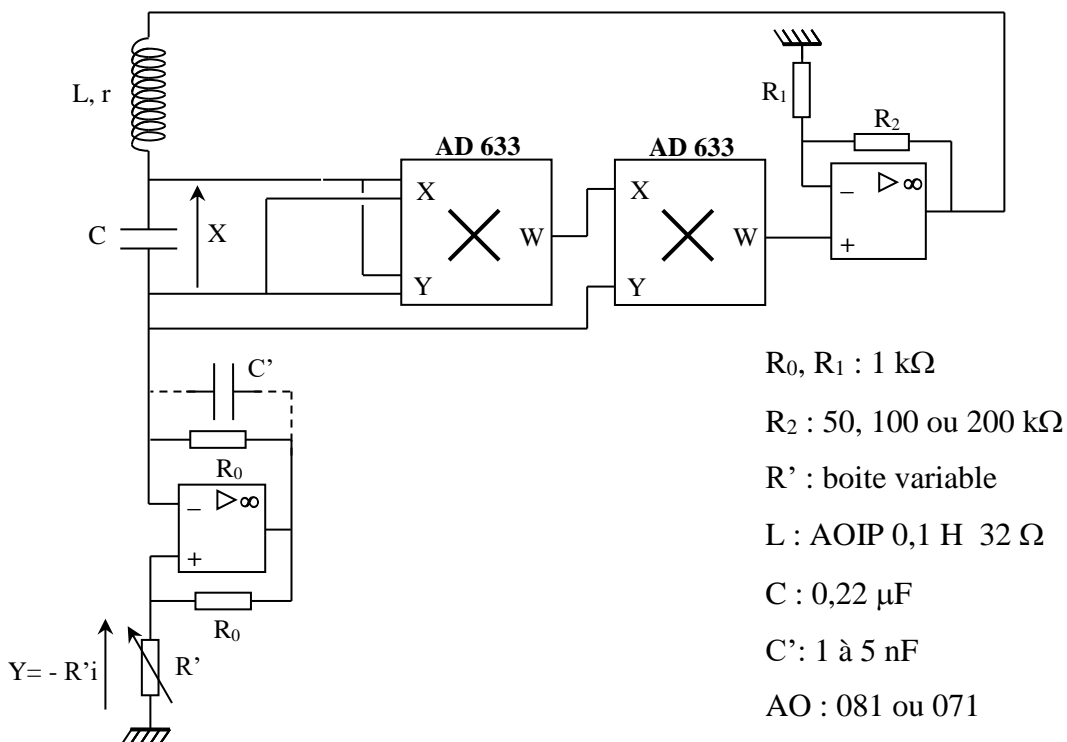 L, r
C
X
AD 633
X
Y
W
AD 633
X
Y
W
R₁
R₂
– ▷ ∞
+
C’
R₀
– ▷ ∞
+
R₀
Y= - R’i
R’
R₀, R₁ : 1 kΩ
R₂ : 50, 100 ou 200 kΩ
R’ : boite variable
L : AOIP 0,1 H 32 Ω
C : 0,22 µF
C’: 1 à 5 nF
AO : 081 ou 071